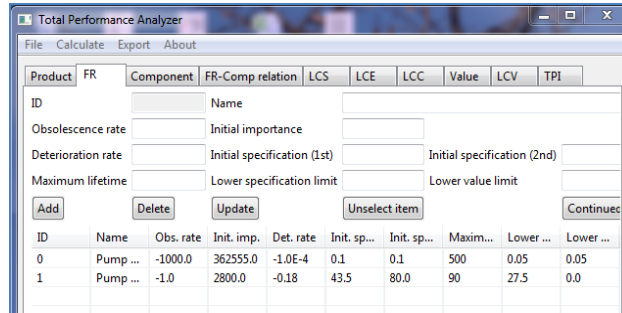 Total Performance Analyzer
File Calculate Export About
Product FR Component FR-Comp relation LCS LCE LCC Value LCV TPI
ID Name
Obsolescence rate Initial importance
Deterioration rate Initial specification (1st) Initial specification (2nd)
Maximum lifetime Lower specification limit Lower value limit
Add Delete Update Unselect item Continued
ID Name Obs. rate Init. imp. Det. rate Init. sp... Init. sp... Maxim... Lower ... Lower ...
0 Pump ... -1000.0 362555.0 -1.0E-4 0.1 0.1 500 0.05 0.05
1 Pump ... -1.0 2800.0 -0.18 43.5 80.0 90 27.5 0.0